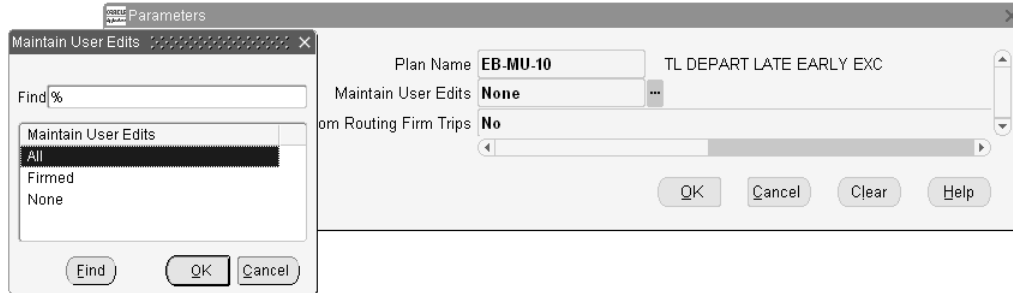 ORACLE Parameters
Maintain User Edits
Find %
Maintain User Edits
All
Firmed
None
Find OK Cancel
Plan Name EB-MU-10 TL DEPART LATE EARLY EXC
Maintain User Edits None ...
om Routing Firm Trips No
OK Cancel Clear Help